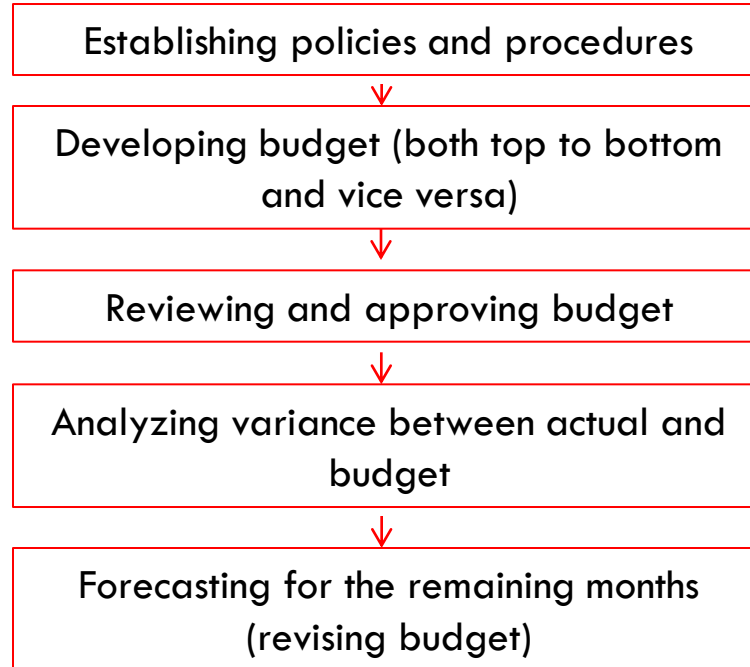 Establishing policies and procedures
Developing budget (both top to bottom
and vice versa)
Reviewing and approving budget
Analyzing variance between actual and
budget
Forecasting for the remaining months
(revising budget)